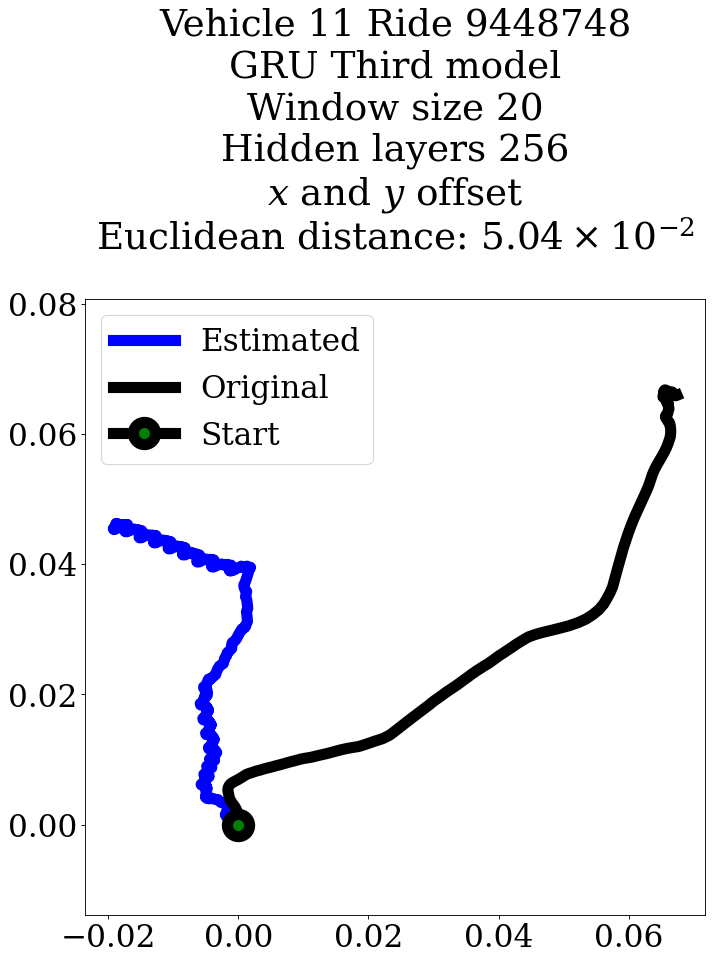 Vehicle 11 Ride 9448748
GRU Third model
Window size 20
Hidden layers 256
x and y offset
Euclidean distance: 5.04 × 10⁻²
0.08
0.06
0.04
0.02
0.00
Estimated
Original
Start
−0.02 0.00 0.02 0.04 0.06